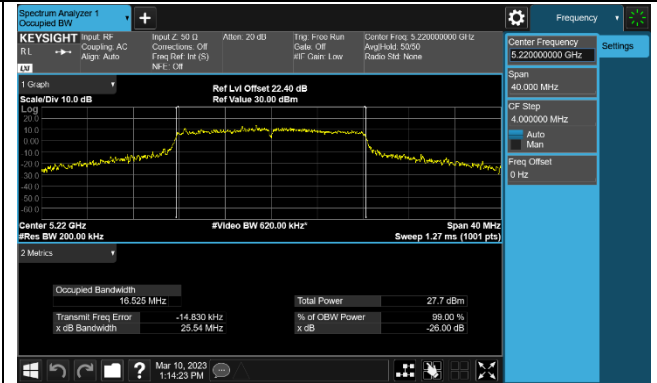 Spectrum Analyzer 1
Occupied BW
Frequency
KEYSIGHT
RL
LXI
Input: RF
Coupling: AC
Align: Auto
Input Z: 50 Ω
Corrections: Off
Freq Ref: Int (S)
NFE: Off
Atten: 20 dB
Trig: Free Run
Gate: Off
#IF Gain: Low
Center Freq: 5.220000000 GHz
Avg|Hold: 50/50
Radio Std: None
Center Frequency
5.220000000 GHz
Settings
Span
40.000 MHz
CF Step
4.000000 MHz
Auto
Man
Freq Offset
0 Hz
1 Graph
Scale/Div 10.0 dB
Ref Lvl Offset 22.40 dB
Ref Value 30.00 dBm
Log
20.0
10.0
0.00
-10.0
-20.0
-30.0
-40.0
-50.0
-60.0
Center 5.22 GHz
#Video BW 620.00 kHz*
Span 40 MHz
#Res BW 200.00 kHz
Sweep 1.27 ms (1001 pts)
2 Metrics
Occupied Bandwidth
16.525 MHz
Total Power 27.7 dBm
Transmit Freq Error -14.830 kHz
% of OBW Power 99.00 %
x dB Bandwidth 25.54 MHz
x dB -26.00 dB
Mar 10, 2023
1:14:23 PM